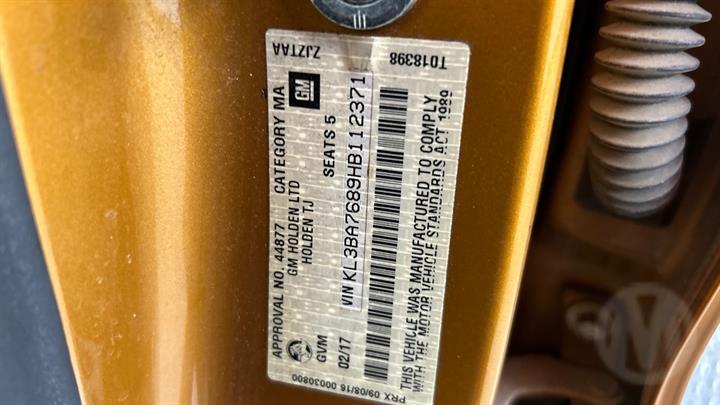 APPROVAL NO. 44877 CATEGORY MA ZJZTAA
GM HOLDEN LTD
HOLDEN TJ GM
GVM SEATS 5
02/17
VIN KL3BA7689HB112371
THIS VEHICLE WAS MANUFACTURED TO COMPLY
WITH THE MOTOR VEHICLE STANDARDS ACT 1989
PRX 09/08/16 00030800 T018398